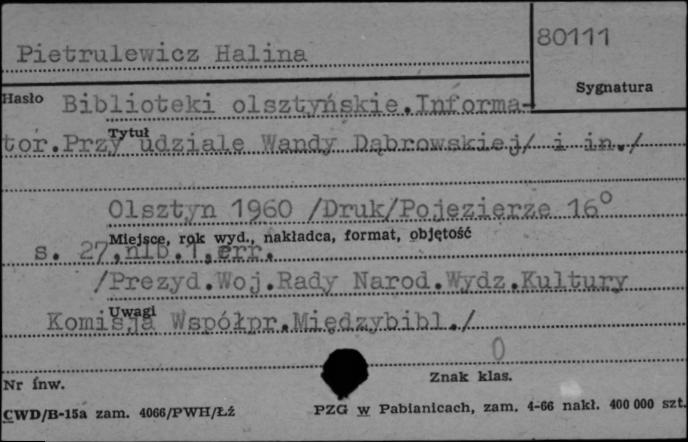 80111
Pietrulewicz Halina
Sygnatura
Hasło Biblioteki olsztyńskie.Informa-
tor.Przy udziale Wandy Dąbrowskiej/ i in./
Tytuł
Olsztyn 1960 /Druk/Pojezierze 16°
Miejsce, rok wyd., nakładca, format, objętość
s. 27,nlb.1,err.
/Prezyd.Woj.Rady Narod.Wydz.Kultury
Uwagi
Komisja Współpr.Międzybibl./
0
Nr inw.
Znak klas.
CWD/B-15a zam. 4066/PWH/Łź
PZG w Pabianicach, zam. 4-66 nakł. 400 000 szt.